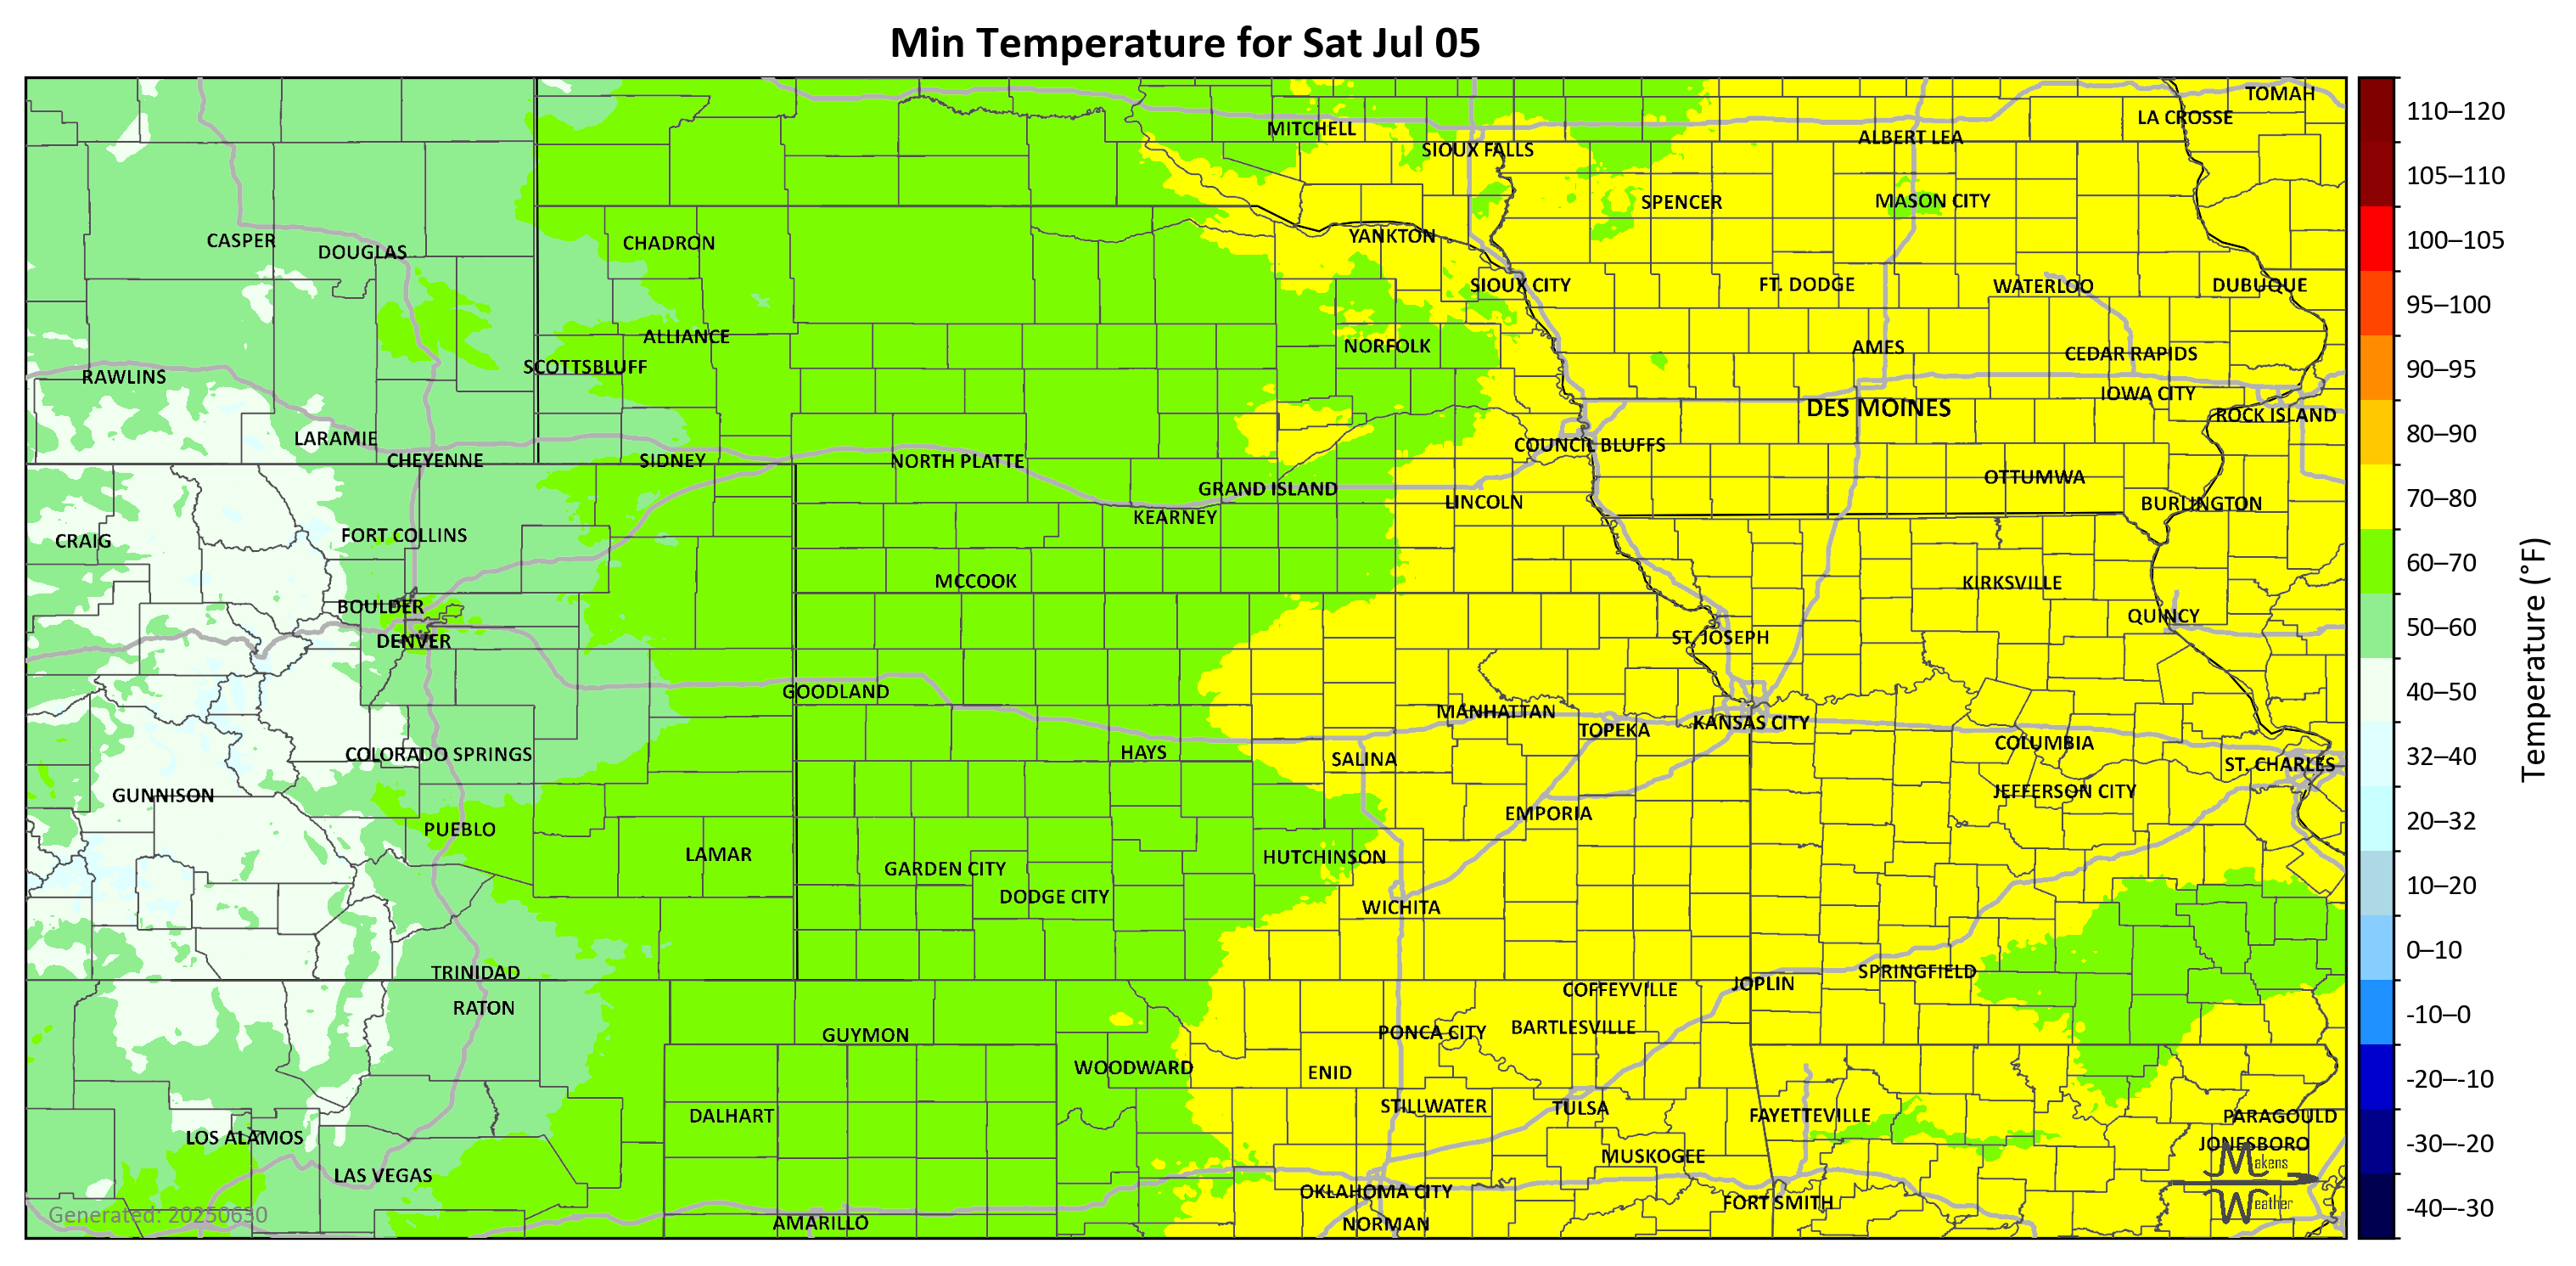 Min Temperature for Sat Jul 05
TOMAH
LA CROSSE
MITCHELL
ALBERT LEA
SIOUX FALLS
SPENCER
MASON CITY
CASPER
DOUGLAS
CHADRON
YANKTON
SIOUX CITY
FT. DODGE
WATERLOO
DUBUQUE
ALLIANCE
NORFOLK
AMES
CEDAR RAPIDS
SCOTTSBLUFF
RAWLINS
IOWA CITY
DES MOINES
ROCK ISLAND
LARAMIE
COUNCIL BLUFFS
CHEYENNE
SIDNEY
NORTH PLATTE
OTTUMWA
GRAND ISLAND
LINCOLN
BURLINGTON
KEARNEY
FORT COLLINS
CRAIG
MCCOOK
KIRKSVILLE
BOULDER
QUINCY
DENVER
ST. JOSEPH
GOODLAND
MANHATTAN
KANSAS CITY
TOPEKA
COLUMBIA
COLORADO SPRINGS
HAYS
SALINA
ST. CHARLES
GUNNISON
JEFFERSON CITY
EMPORIA
PUEBLO
LAMAR
HUTCHINSON
GARDEN CITY
DODGE CITY
WICHITA
TRINIDAD
SPRINGFIELD
JOPLIN
COFFEYVILLE
RATON
GUYMON
PONCA CITY
BARTLESVILLE
WOODWARD
ENID
DALHART
STILLWATER
TULSA
FAYETTEVILLE
PARAGOULD
LOS ALAMOS
JONESBORO
MUSKOGEE
LAS VEGAS
OKLAHOMA CITY
FORT SMITH
AMARILLO
NORMAN
Makens
Weather
Generated: 20250630
110–120
105–110
100–105
95–100
90–95
80–90
70–80
60–70
50–60
40–50
32–40
20–32
10–20
0–10
-10–0
-20–-10
-30–-20
-40–-30
Temperature (°F)